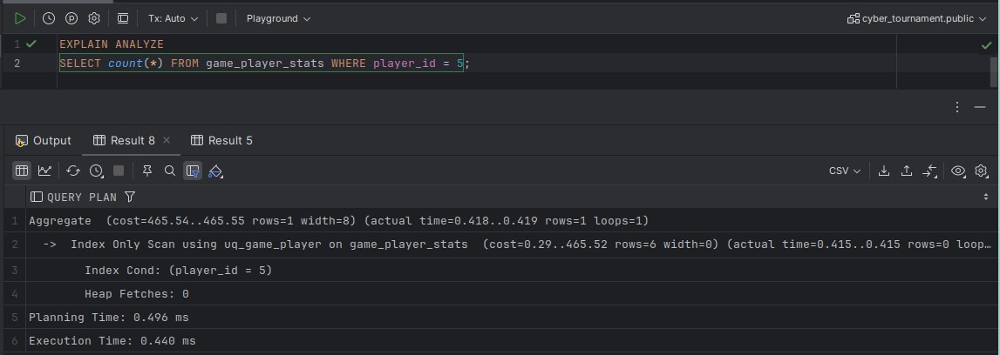 Tx: Auto Playground cyber_tournament.public
1 EXPLAIN ANALYZE
2 SELECT count(*) FROM game_player_stats WHERE player_id = 5;
Output Result 8 Result 5
CSV
QUERY PLAN
1 Aggregate (cost=465.54..465.55 rows=1 width=8) (actual time=0.418..0.419 rows=1 loops=1)
2 -> Index Only Scan using uq_game_player on game_player_stats (cost=0.29..465.52 rows=6 width=0) (actual time=0.415..0.415 rows=0 loop…
3 Index Cond: (player_id = 5)
4 Heap Fetches: 0
5 Planning Time: 0.496 ms
6 Execution Time: 0.440 ms